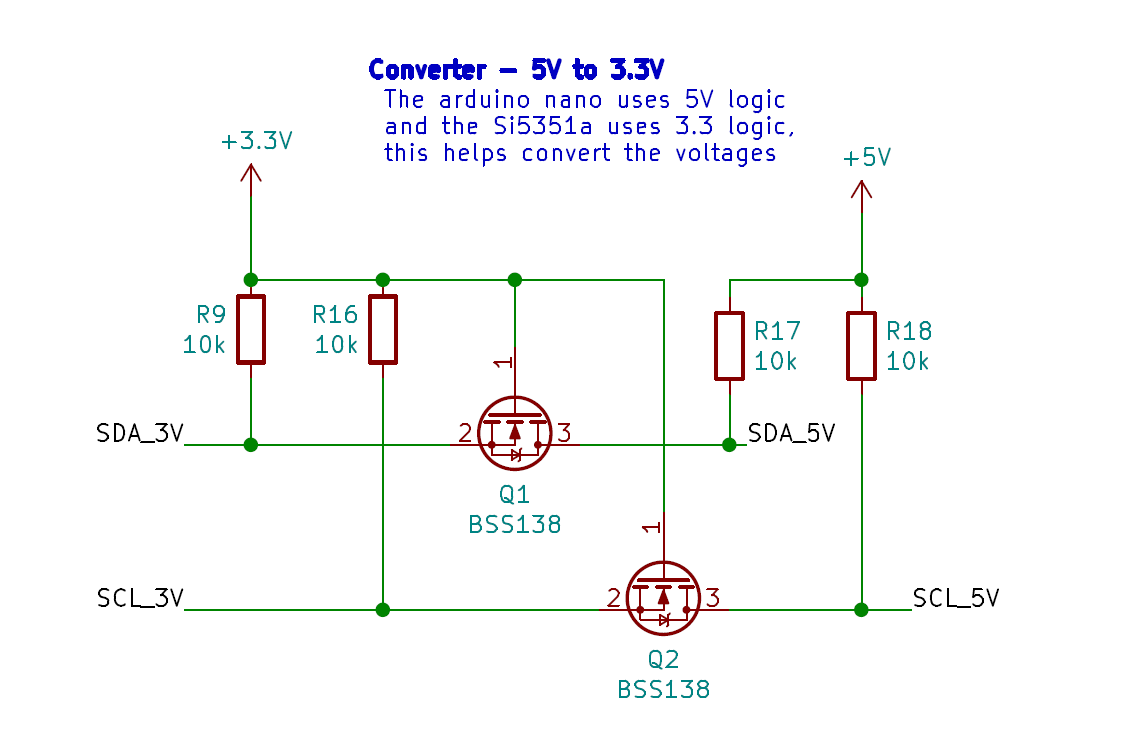 Converter - 5V to 3.3V
The arduino nano uses 5V logic
and the Si5351a uses 3.3 logic,
this helps convert the voltages
+3.3V
+5V
R9
10k
R16
10k
R17
10k
R18
10k
1
SDA_3V
2
3
SDA_5V
Q1
BSS138
1
SCL_3V
2
3
SCL_5V
Q2
BSS138